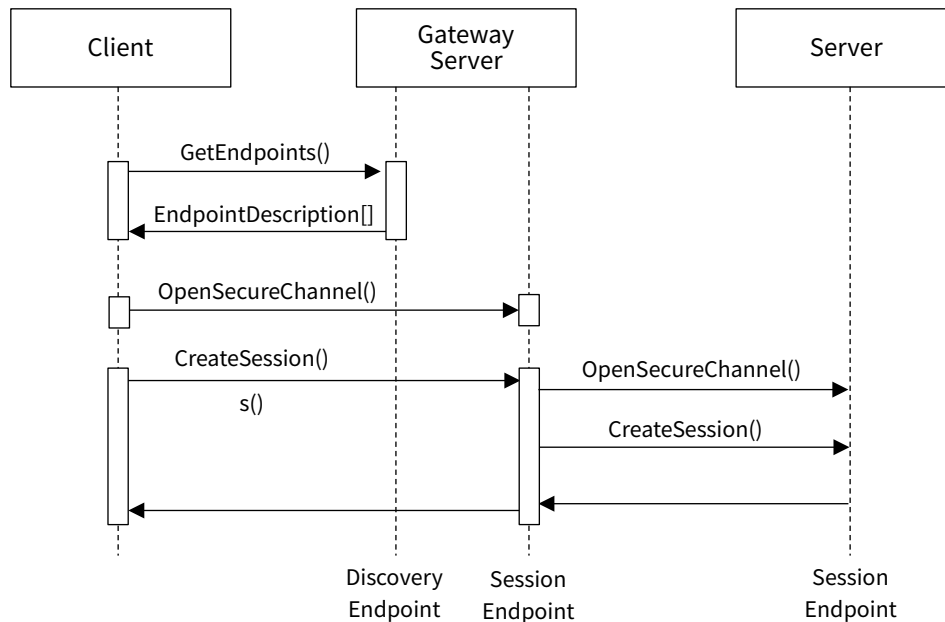 Client
Gateway
Server
Server
GetEndpoints()
EndpointDescription[]
OpenSecureChannel()
CreateSession()
OpenSecureChannel()
s()
CreateSession()
Discovery
Endpoint
Session
Endpoint
Session
Endpoint